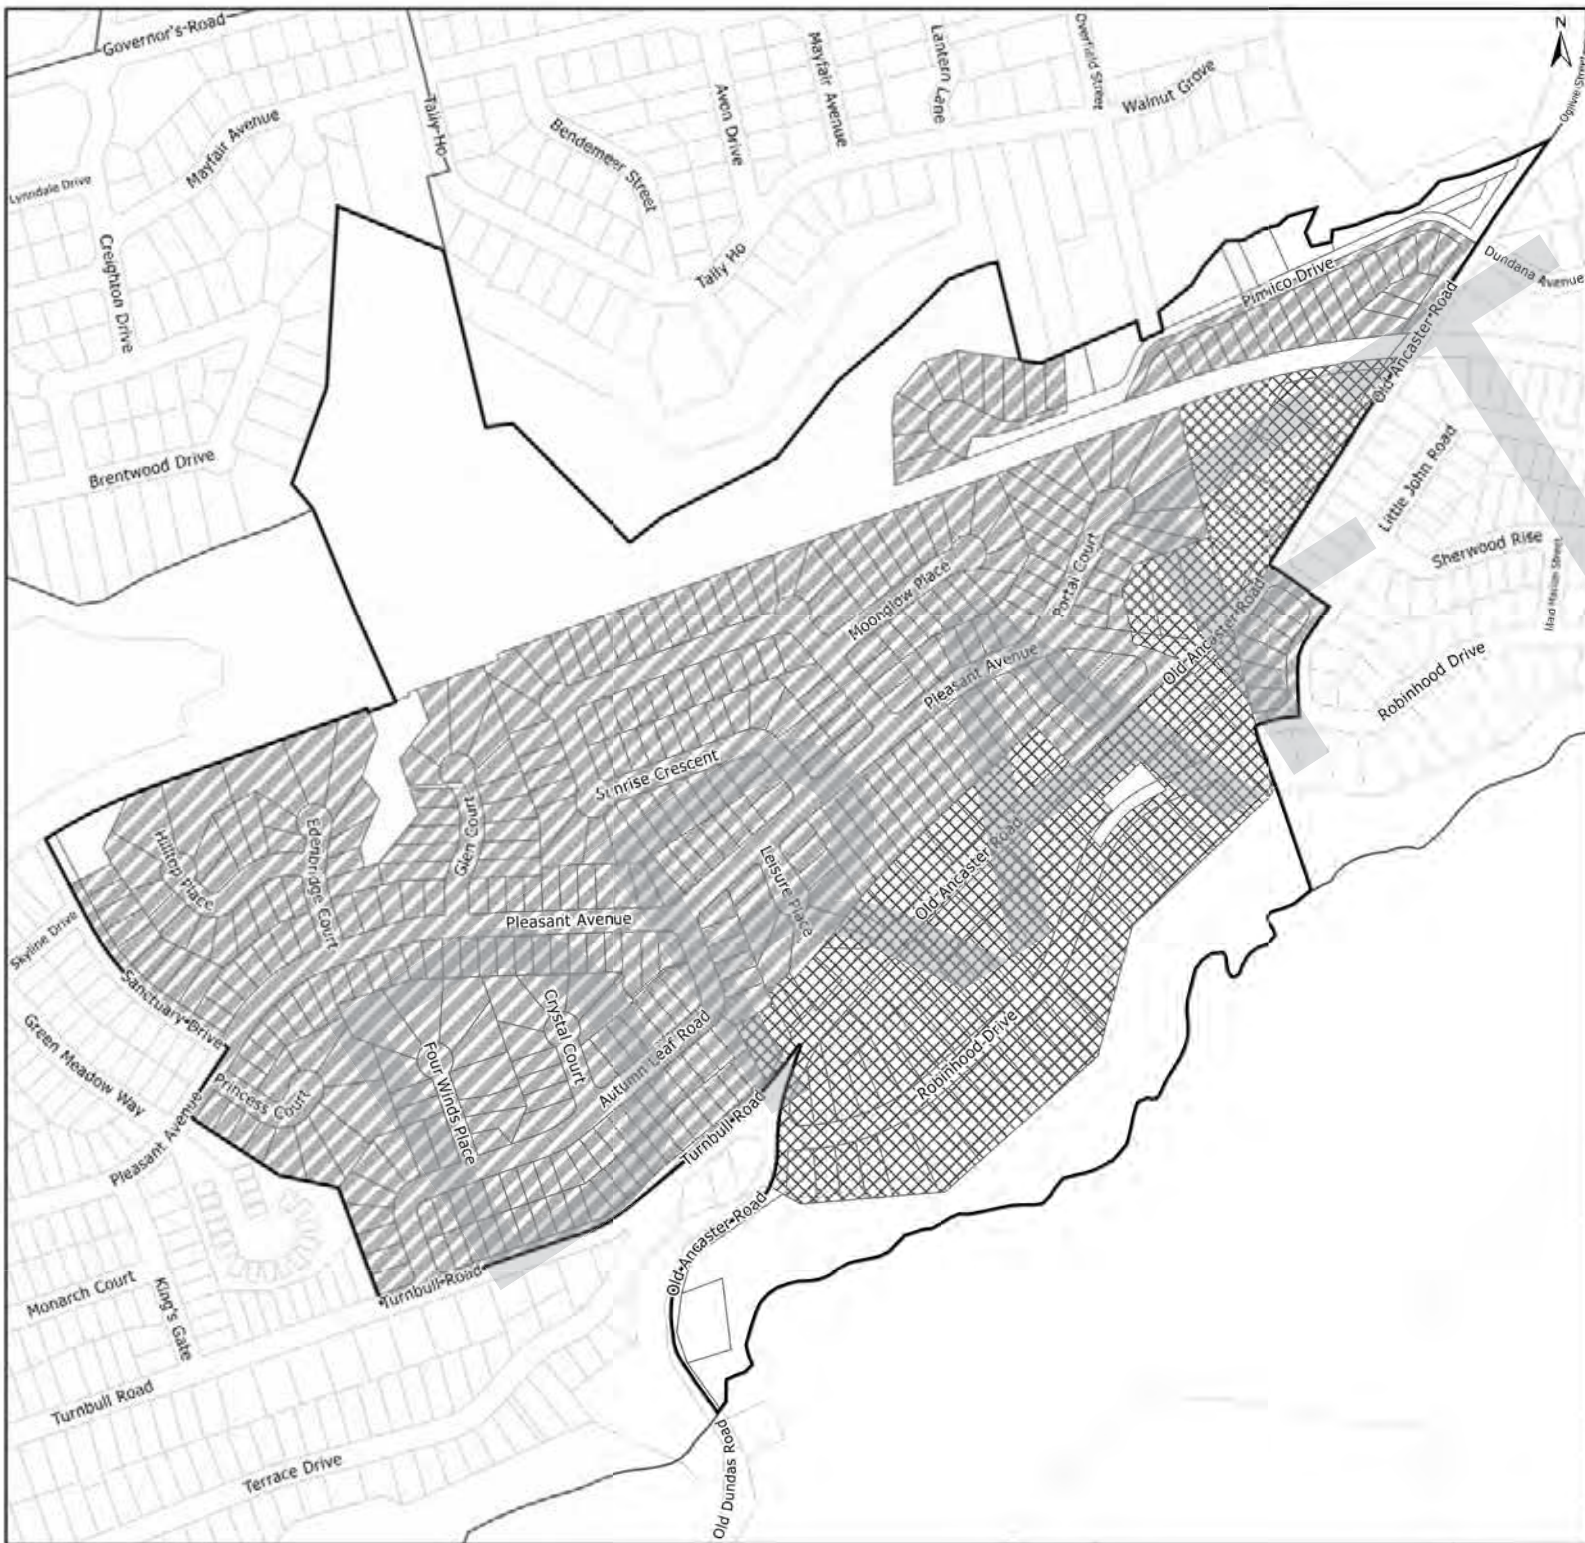 Governor's Road
N
Ogilvie Street
Mayfair Avenue
Tally Ho
Bendemeer Street
Avon Drive
Mayfair Avenue
Lantern Lane
Overfield Street
Walnut Grove
Lynndale Drive
Creighton Drive
Tally Ho
Pimlico Drive
Dundana Avenue
Old Ancaster Road
Brentwood Drive
Little John Road
Sherwood Rise
Maid Marian Street
Robinhood Drive
Moonglow Place
Portal Court
Old Ancaster Road
Pleasant Avenue
Sunrise Crescent
Hilltop Place
Edenbridge Court
Glen Court
Leisure Place
Old Ancaster Road
Pleasant Avenue
Skyline Drive
Sanctuary Drive
Green Meadow Way
Crystal Court
Autumn Leaf Road
Four Winds Place
Princess Court
Robinhood Drive
Turnbull Road
Pleasant Avenue
Old Ancaster Road
Monarch Court
King's Gate
Turnbull Road
Turnbull Road
Terrace Drive
Old Dundas Road